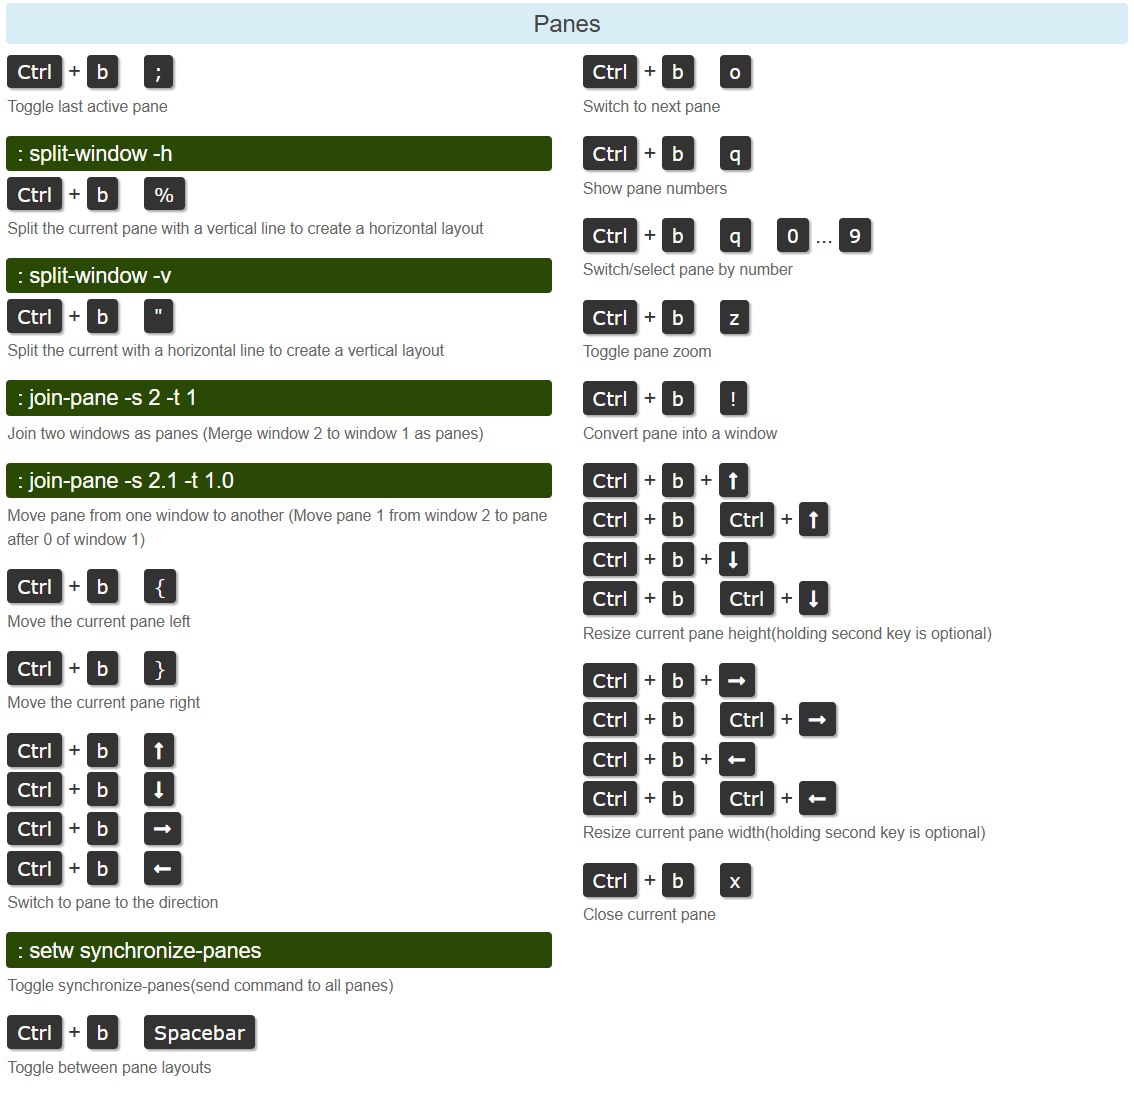 Panes
Ctrl + b ;
Toggle last active pane
: split-window -h
Ctrl + b %
Split the current pane with a vertical line to create a horizontal layout
: split-window -v
Ctrl + b "
Split the current with a horizontal line to create a vertical layout
: join-pane -s 2 -t 1
Join two windows as panes (Merge window 2 to window 1 as panes)
: join-pane -s 2.1 -t 1.0
Move pane from one window to another (Move pane 1 from window 2 to pane
after 0 of window 1)
Ctrl + b {
Move the current pane left
Ctrl + b }
Move the current pane right
Ctrl + b ↑
Ctrl + b ↓
Ctrl + b →
Ctrl + b ←
Switch to pane to the direction
: setw synchronize-panes
Toggle synchronize-panes(send command to all panes)
Ctrl + b Spacebar
Toggle between pane layouts
Ctrl + b o
Switch to next pane
Ctrl + b q
Show pane numbers
Ctrl + b q 0 ... 9
Switch/select pane by number
Ctrl + b z
Toggle pane zoom
Ctrl + b !
Convert pane into a window
Ctrl + b + ↑
Ctrl + b Ctrl + ↑
Ctrl + b + ↓
Ctrl + b Ctrl + ↓
Resize current pane height(holding second key is optional)
Ctrl + b + →
Ctrl + b Ctrl + →
Ctrl + b + ←
Ctrl + b Ctrl + ←
Resize current pane width(holding second key is optional)
Ctrl + b x
Close current pane